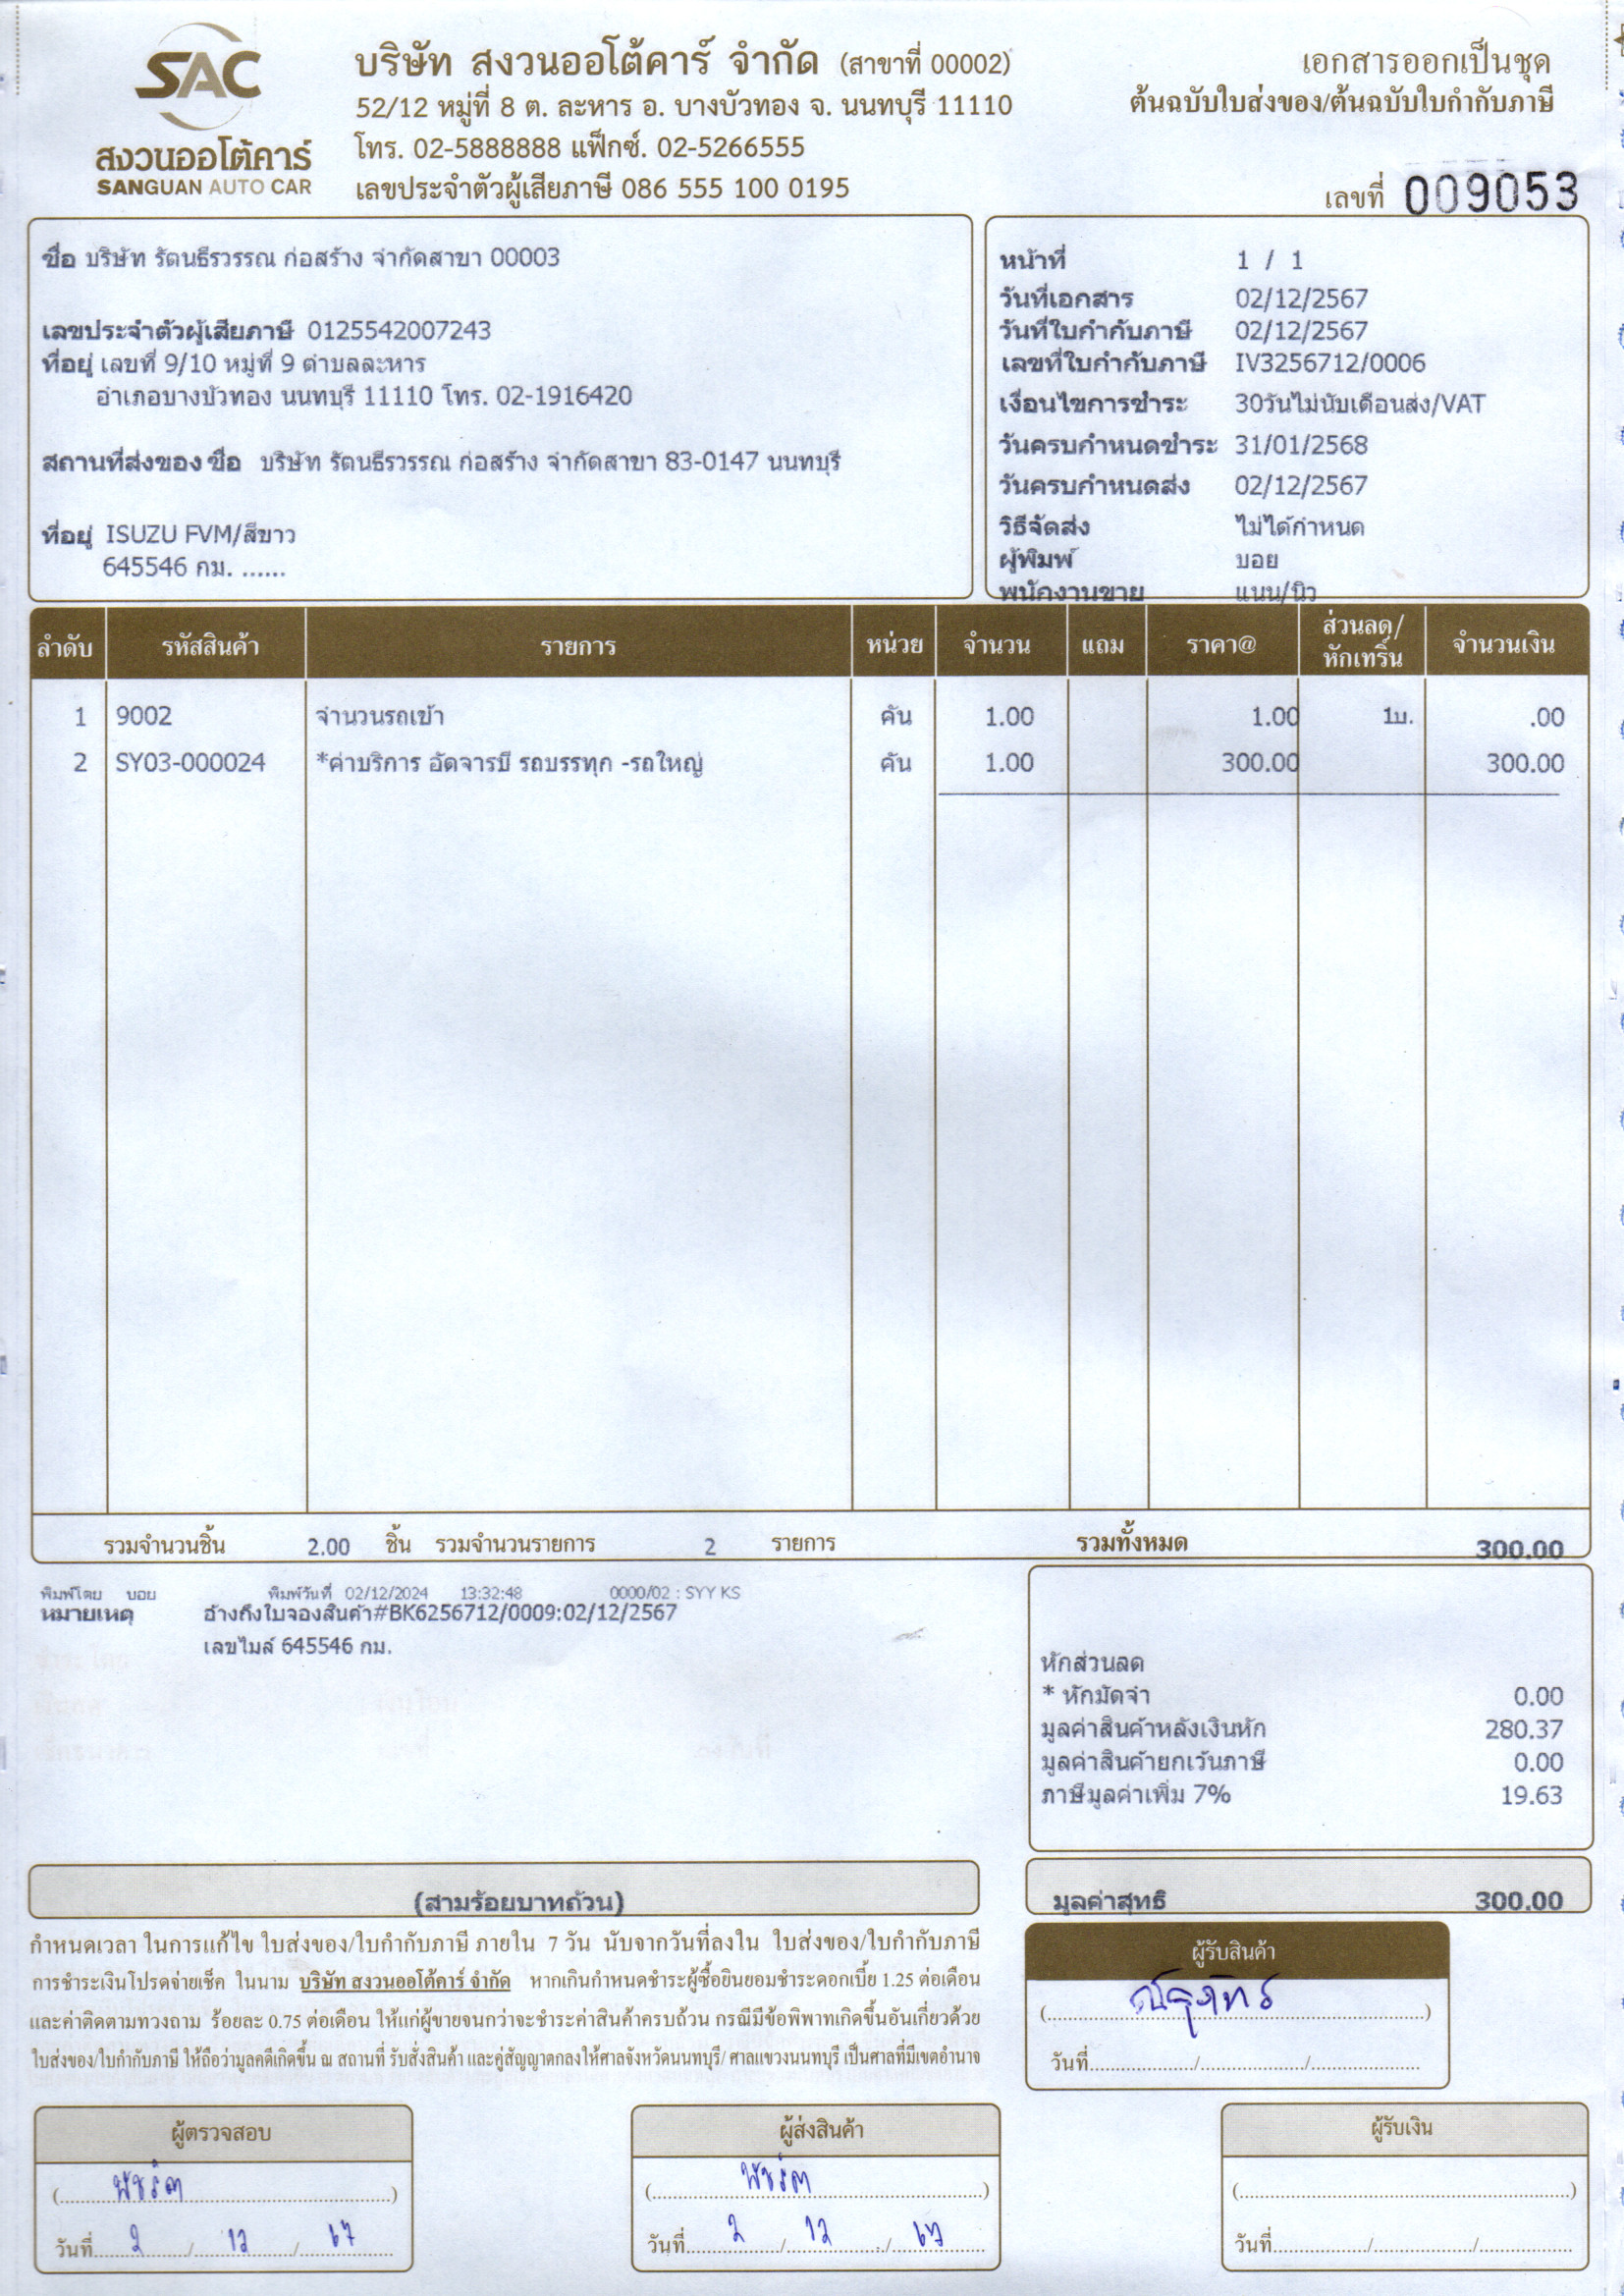 SAC
สงวนออโต้คาร์
SANGUAN AUTO CAR
บริษัท สงวนออโต้คาร์ จำกัด (สาขาที่ 00002)
52/12 หมู่ที่ 8 ต. ละหาร อ. บางบัวทอง จ. นนทบุรี 11110
โทร. 02-5888888 แฟ็กซ์. 02-5266555
เลขประจำตัวผู้เสียภาษี 086 555 100 0195
เอกสารออกเป็นชุด
ต้นฉบับใบส่งของ/ต้นฉบับใบกำกับภาษี
เลขที่ 009053
ชื่อ บริษัท รัตนธีรวรรณ ก่อสร้าง จำกัดสาขา 00003
เลขประจำตัวผู้เสียภาษี 0125542007243
ที่อยู่ เลขที่ 9/10 หมู่ที่ 9 ตำบลละหาร
อำเภอบางบัวทอง นนทบุรี 11110 โทร. 02-1916420
สถานที่ส่งของ ชื่อ บริษัท รัตนธีรวรรณ ก่อสร้าง จำกัดสาขา 83-0147 นนทบุรี
ที่อยู่ ISUZU FVM/สีขาว
645546 กม. ......
หน้าที่ 1 / 1
วันที่เอกสาร 02/12/2567
วันที่ใบกำกับภาษี 02/12/2567
เลขที่ใบกำกับภาษี IV3256712/0006
เงื่อนไขการชำระ 30วันไม่นับเดือนส่ง/VAT
วันครบกำหนดชำระ 31/01/2568
วันครบกำหนดส่ง 02/12/2567
วิธีจัดส่ง ไม่ได้กำหนด
ผู้พิมพ์ บอย
พนักงานขาย แนน/นิว
ลำดับ รหัสสินค้า รายการ หน่วย จำนวน แถม ราคา@ ส่วนลด/หักเทริ์น จำนวนเงิน
1 9002 จำนวนรถเข้า คัน 1.00 1.00 1บ. .00
2 SY03-000024 *ค่าบริการ อัดจารบี รถบรรทุก -รถใหญ่ คัน 1.00 300.00 300.00
รวมจำนวนชิ้น 2.00 ชิ้น รวมจำนวนรายการ 2 รายการ รวมทั้งหมด 300.00
พิมพ์โดย บอย พิมพ์วันที่ 02/12/2024 13:32:48 0000/02 : SYY KS
หมายเหตุ อ้างถึงใบจองสินค้า#BK6256712/0009:02/12/2567
เลขไมล์ 645546 กม.
หักส่วนลด
* หักมัดจำ 0.00
มูลค่าสินค้าหลังเงินหัก 280.37
มูลค่าสินค้ายกเว้นภาษี 0.00
ภาษีมูลค่าเพิ่ม 7% 19.63
(สามร้อยบาทถ้วน)
มูลค่าสุทธิ 300.00
กำหนดเวลา ในการแก้ไข ใบส่งของ/ใบกำกับภาษี ภายใน 7 วัน นับจากวันที่ลงใน ใบส่งของ/ใบกำกับภาษี
การชำระเงินโปรดจ่ายเช็ค ในนาม บริษัท สงวนออโต้คาร์ จำกัด หากเกินกำหนดชำระผู้ซื้อยินยอมชำระดอกเบี้ย 1.25 ต่อเดือน
และค่าติดตามทวงถาม ร้อยละ 0.75 ต่อเดือน ให้แก่ผู้ขายจนกว่าจะชำระค่าสินค้าครบถ้วน กรณีมีข้อพิพาทเกิดขึ้นอันเกี่ยวด้วย
ใบส่งของ/ใบกำกับภาษี ให้ถือว่ามูลคดีเกิดขึ้น ณ สถานที่ รับสั่งสินค้า และคู่สัญญาตกลงให้ศาลจังหวัดนนทบุรี/ ศาลแขวงนนทบุรี เป็นศาลที่มีเขตอำนาจ
ผู้รับสินค้า
วันที่......../......../........
ผู้ตรวจสอบ
วันที่ 2 / 12 / 67
ผู้ส่งสินค้า
วันที่ 2 / 12 / 67
ผู้รับเงิน
(........................)
วันที่......../......../........